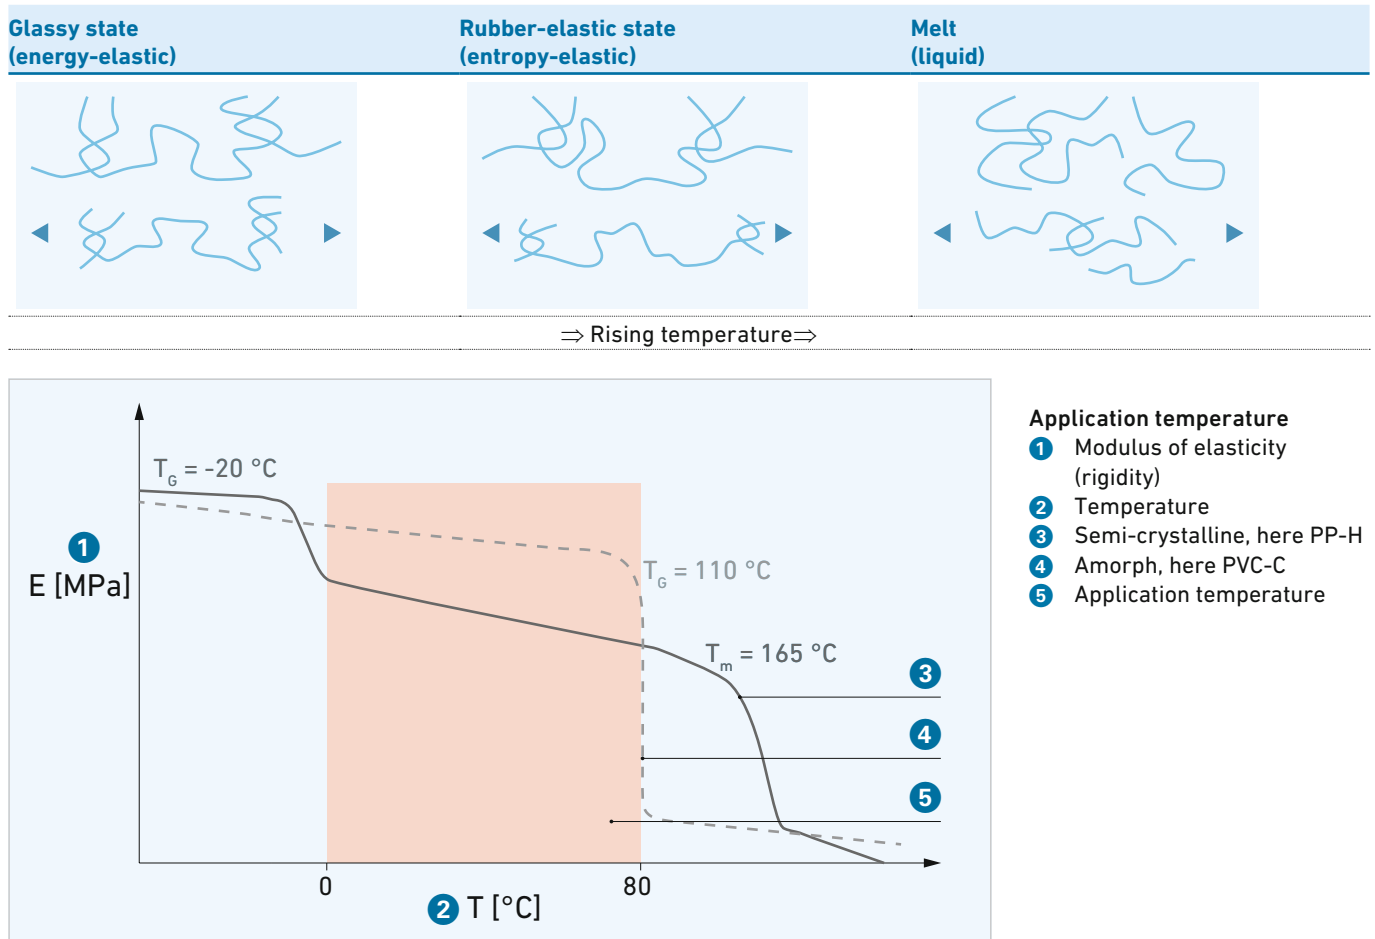 Glassy state
(energy-elastic)
Rubber-elastic state
(entropy-elastic)
Melt
(liquid)
⇒ Rising temperature⇒
T_G = -20 °C
1
E [MPa]
T_G = 110 °C
T_m = 165 °C
3
4
5
0
80
2 T [°C]
Application temperature
1 Modulus of elasticity
(rigidity)
2 Temperature
3 Semi-crystalline, here PP-H
4 Amorph, here PVC-C
5 Application temperature